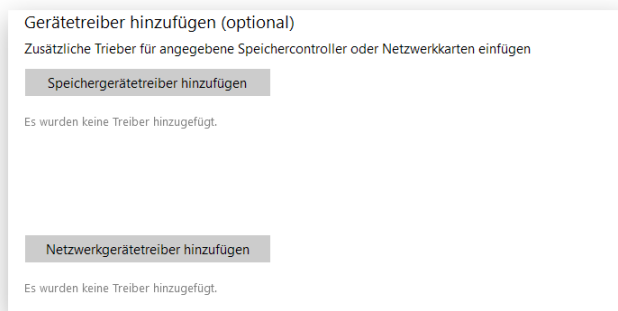 Gerätetreiber hinzufügen (optional)
Zusätzliche Trieber für angegebene Speichercontroller oder Netzwerkkarten einfügen
Speichergerätetreiber hinzufügen
Es wurden keine Treiber hinzugefügt.
Netzwerkgerätetreiber hinzufügen
Es wurden keine Treiber hinzugefügt.